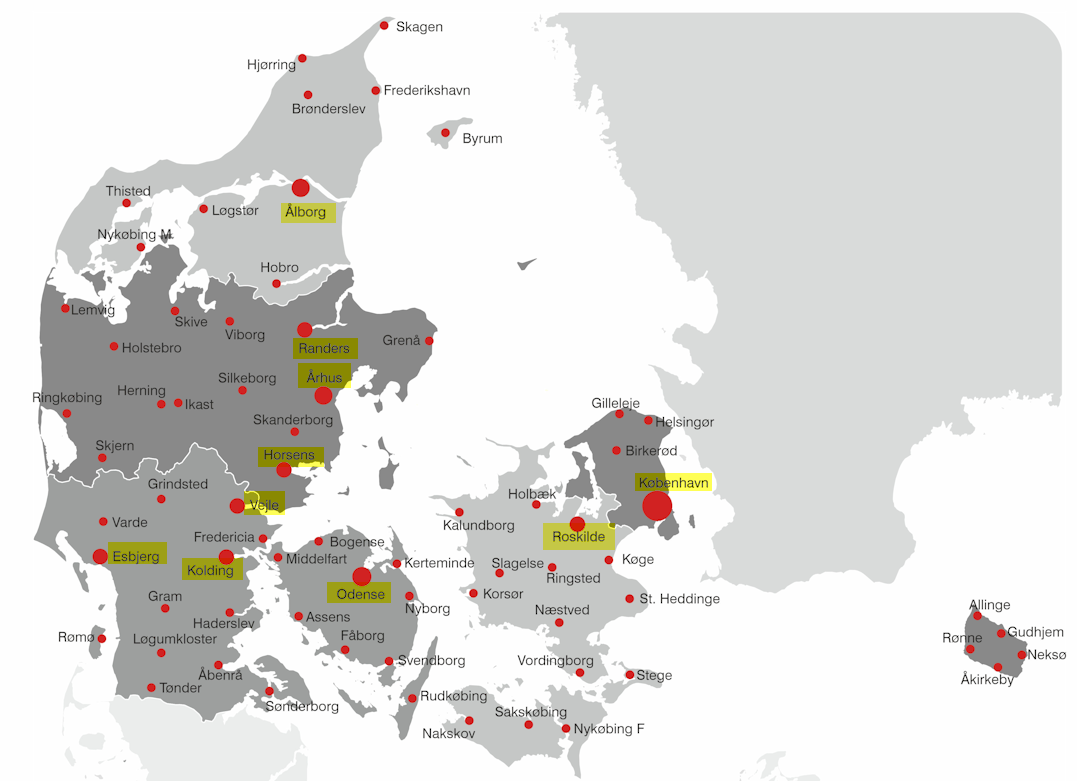 Skagen
Hjørring
Frederikshavn
Brønderslev
Byrum
Thisted
Løgstør
Ålborg
Nykøbing M.
Hobro
Lemvig
Skive
Viborg
Randers
Grenå
Holstebro
Århus
Silkeborg
Herning
Ikast
Ringkøbing
Skanderborg
Gilleleje
Helsingør
Skjern
Horsens
Birkerød
Grindsted
København
Holbæk
Vejle
Varde
Kalundborg
Fredericia
Bogense
Roskilde
Esbjerg
Middelfart
Kerteminde
Køge
Kolding
Slagelse
Ringsted
Odense
Gram
Korsør
St. Heddinge
Nyborg
Næstved
Allinge
Haderslev
Assens
Rømø
Løgumkloster
Fåborg
Gudhjem
Rønne
Neksø
Svendborg
Vordingborg
Åbenrå
Stege
Åkirkeby
Tønder
Rudkøbing
Sønderborg
Sakskøbing
Nakskov
Nykøbing F